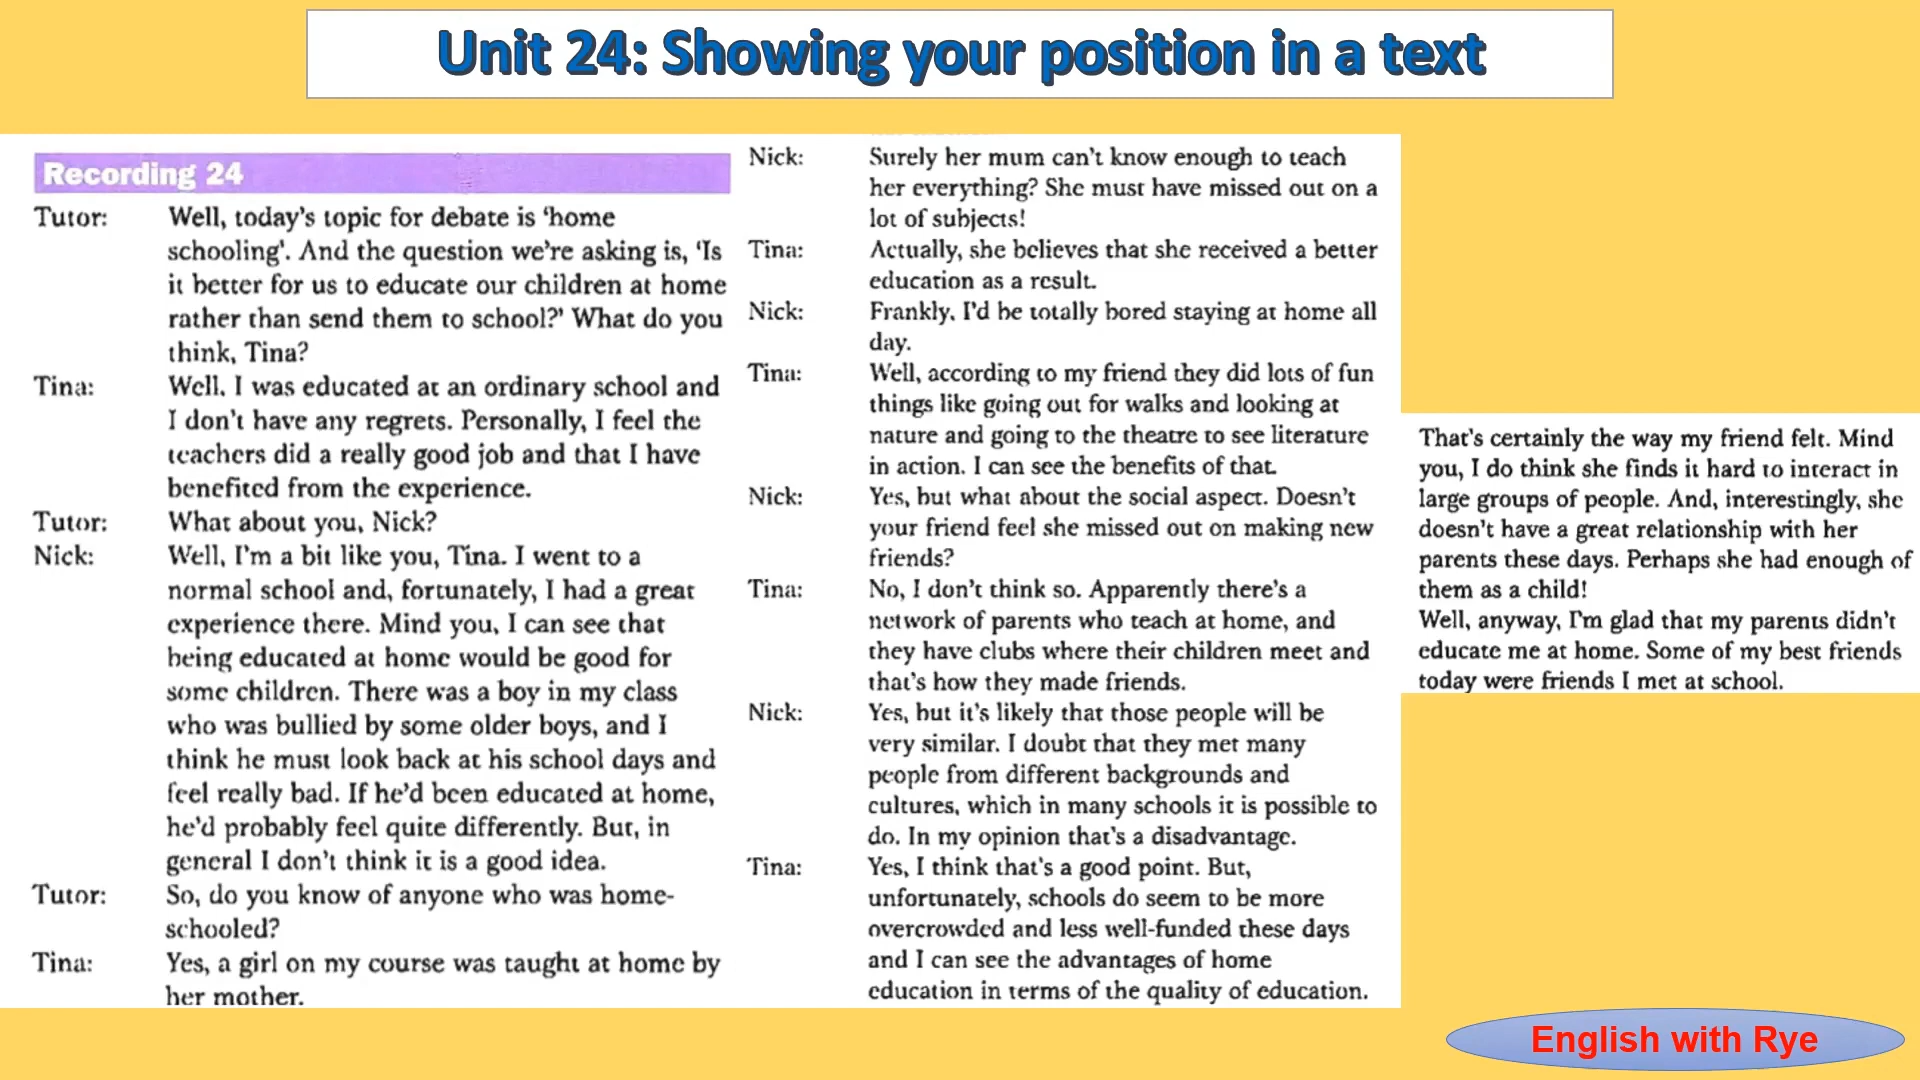 Unit 24: Showing your position in a text
Recording 24
Tutor: Well, today's topic for debate is 'home
schooling'. And the question we're asking is, 'Is
it better for us to educate our children at home
rather than send them to school?' What do you
think, Tina?
Tina: Well, I was educated at an ordinary school and
I don't have any regrets. Personally, I feel the
teachers did a really good job and that I have
benefited from the experience.
Tutor: What about you, Nick?
Nick: Well, I'm a bit like you, Tina. I went to a
normal school and, fortunately, I had a great
experience there. Mind you, I can see that
being educated at home would be good for
some children. There was a boy in my class
who was bullied by some older boys, and I
think he must look back at his school days and
feel really bad. If he'd been educated at home,
he'd probably feel quite differently. But, in
general I don't think it is a good idea.
Tutor: So, do you know of anyone who was home-
schooled?
Tina: Yes, a girl on my course was taught at home by
her mother.
Nick: Surely her mum can't know enough to teach
her everything? She must have missed out on a
lot of subjects!
Tina: Actually, she believes that she received a better
education as a result.
Nick: Frankly, I'd be totally bored staying at home all
day.
Tina: Well, according to my friend they did lots of fun
things like going out for walks and looking at
nature and going to the theatre to see literature
in action. I can see the benefits of that.
Nick: Yes, but what about the social aspect. Doesn't
your friend feel she missed out on making new
friends?
Tina: No, I don't think so. Apparently there's a
network of parents who teach at home, and
they have clubs where their children meet and
that's how they made friends.
Nick: Yes, but it's likely that those people will be
very similar. I doubt that they met many
people from different backgrounds and
cultures, which in many schools it is possible to
do. In my opinion that's a disadvantage.
Tina: Yes, I think that's a good point. But,
unfortunately, schools do seem to be more
overcrowded and less well-funded these days
and I can see the advantages of home
education in terms of the quality of education.
That's certainly the way my friend felt. Mind
you, I do think she finds it hard to interact in
large groups of people. And, interestingly, she
doesn't have a great relationship with her
parents these days. Perhaps she had enough of
them as a child!
Well, anyway, I'm glad that my parents didn't
educate me at home. Some of my best friends
today were friends I met at school.
English with Rye